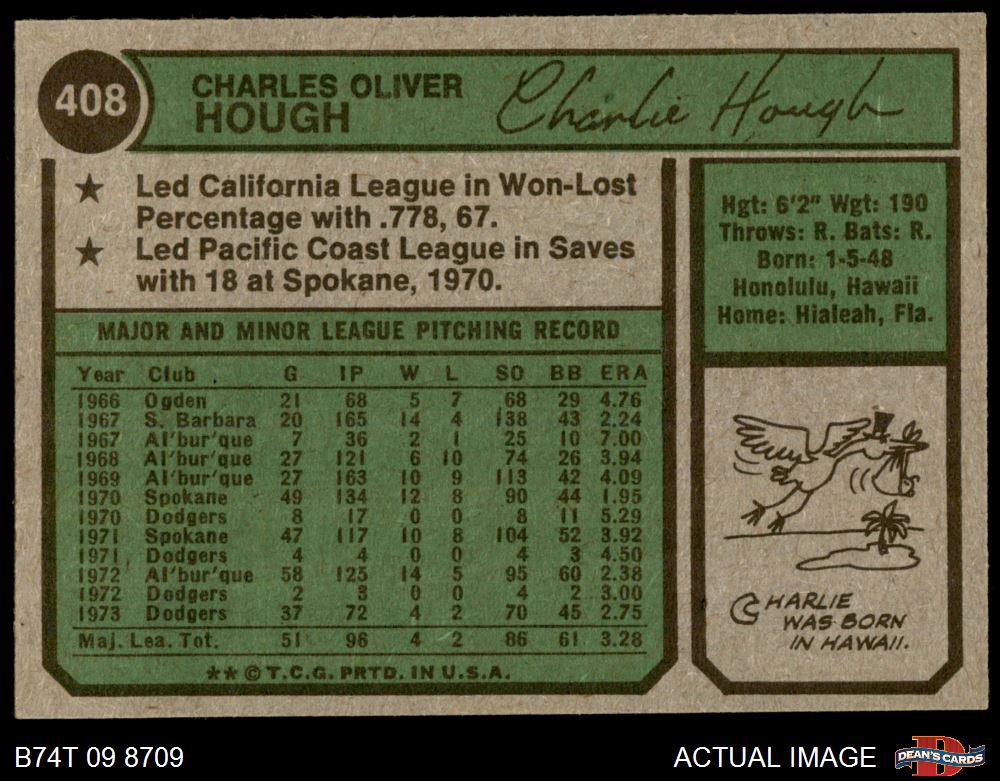 408
CHARLES OLIVER
HOUGH
Charlie Hough
★ Led California League in Won-Lost
Percentage with .778, 67.
★ Led Pacific Coast League in Saves
with 18 at Spokane, 1970.
Hgt: 6'2" Wgt: 190
Throws: R. Bats: R.
Born: 1-5-48
Honolulu, Hawaii
Home: Hialeah, Fla.
MAJOR AND MINOR LEAGUE PITCHING RECORD
Year Club G IP W L SO BB ERA
1966 Ogden 21 68 5 7 68 29 4.76
1967 S. Barbara 20 165 14 4 138 43 2.24
1967 Al'bur'que 7 36 2 1 25 10 7.00
1968 Al'bur'que 27 121 6 10 74 26 3.94
1969 Al'bur'que 27 163 10 9 113 42 4.09
1970 Spokane 49 134 12 8 90 44 1.95
1970 Dodgers 8 17 0 0 8 11 5.29
1971 Spokane 47 117 10 8 104 52 3.92
1971 Dodgers 4 4 0 0 4 3 4.50
1972 Al'bur'que 58 125 14 5 95 60 2.38
1972 Dodgers 2 3 0 0 4 2 3.00
1973 Dodgers 37 72 4 2 70 45 2.75
Maj. Lea. Tot. 51 96 4 2 86 61 3.28
**© T.C.G. PRTD. IN U.S.A.
CHARLIE
WAS BORN
IN HAWAII.
B74T 09 8709
ACTUAL IMAGE
D
DEAN'S CARDS